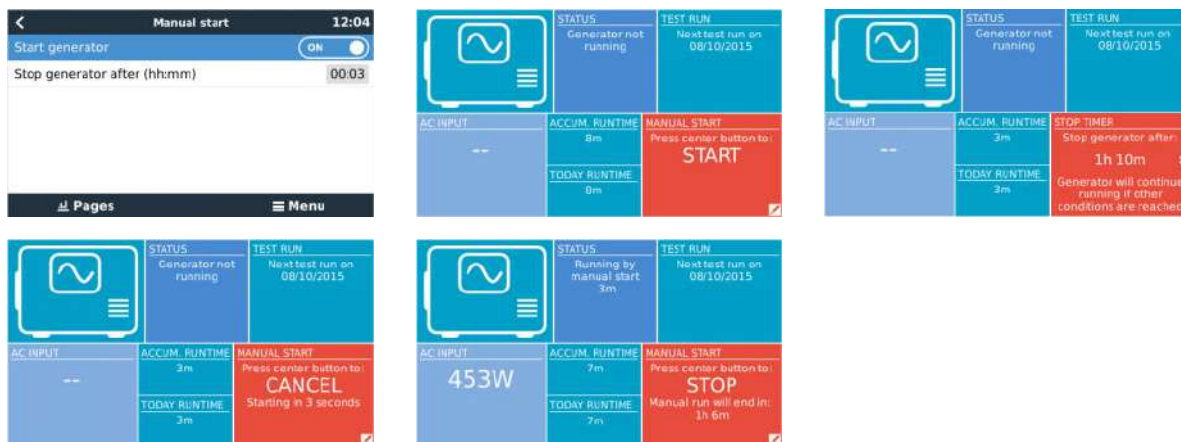 Manual start 12:04
Start generator ON
Stop generator after (hh:mm) 00:03
Pages Menu
STATUS
Generator not
running
TEST RUN
Next test run on
08/10/2015
AC INPUT
--
ACCUM. RUNTIME
8m
TODAY RUNTIME
0m
MANUAL START
Press center button to:
START
STATUS
Generator not
running
TEST RUN
Next test run on
08/10/2015
AC INPUT
--
ACCUM. RUNTIME
3m
TODAY RUNTIME
3m
STOP TIMER
Stop generator after:
1h 10m
Generator will continue
running if other
conditions are reached
STATUS
Generator not
running
TEST RUN
Next test run on
08/10/2015
AC INPUT
--
ACCUM. RUNTIME
3m
TODAY RUNTIME
3m
MANUAL START
Press center button to:
CANCEL
Starting in 3 seconds
STATUS
Running by
manual start
3m
TEST RUN
Next test run on
08/10/2015
AC INPUT
453W
ACCUM. RUNTIME
7m
TODAY RUNTIME
7m
MANUAL START
Press center button to:
STOP
Manual run will end in:
1h 6m